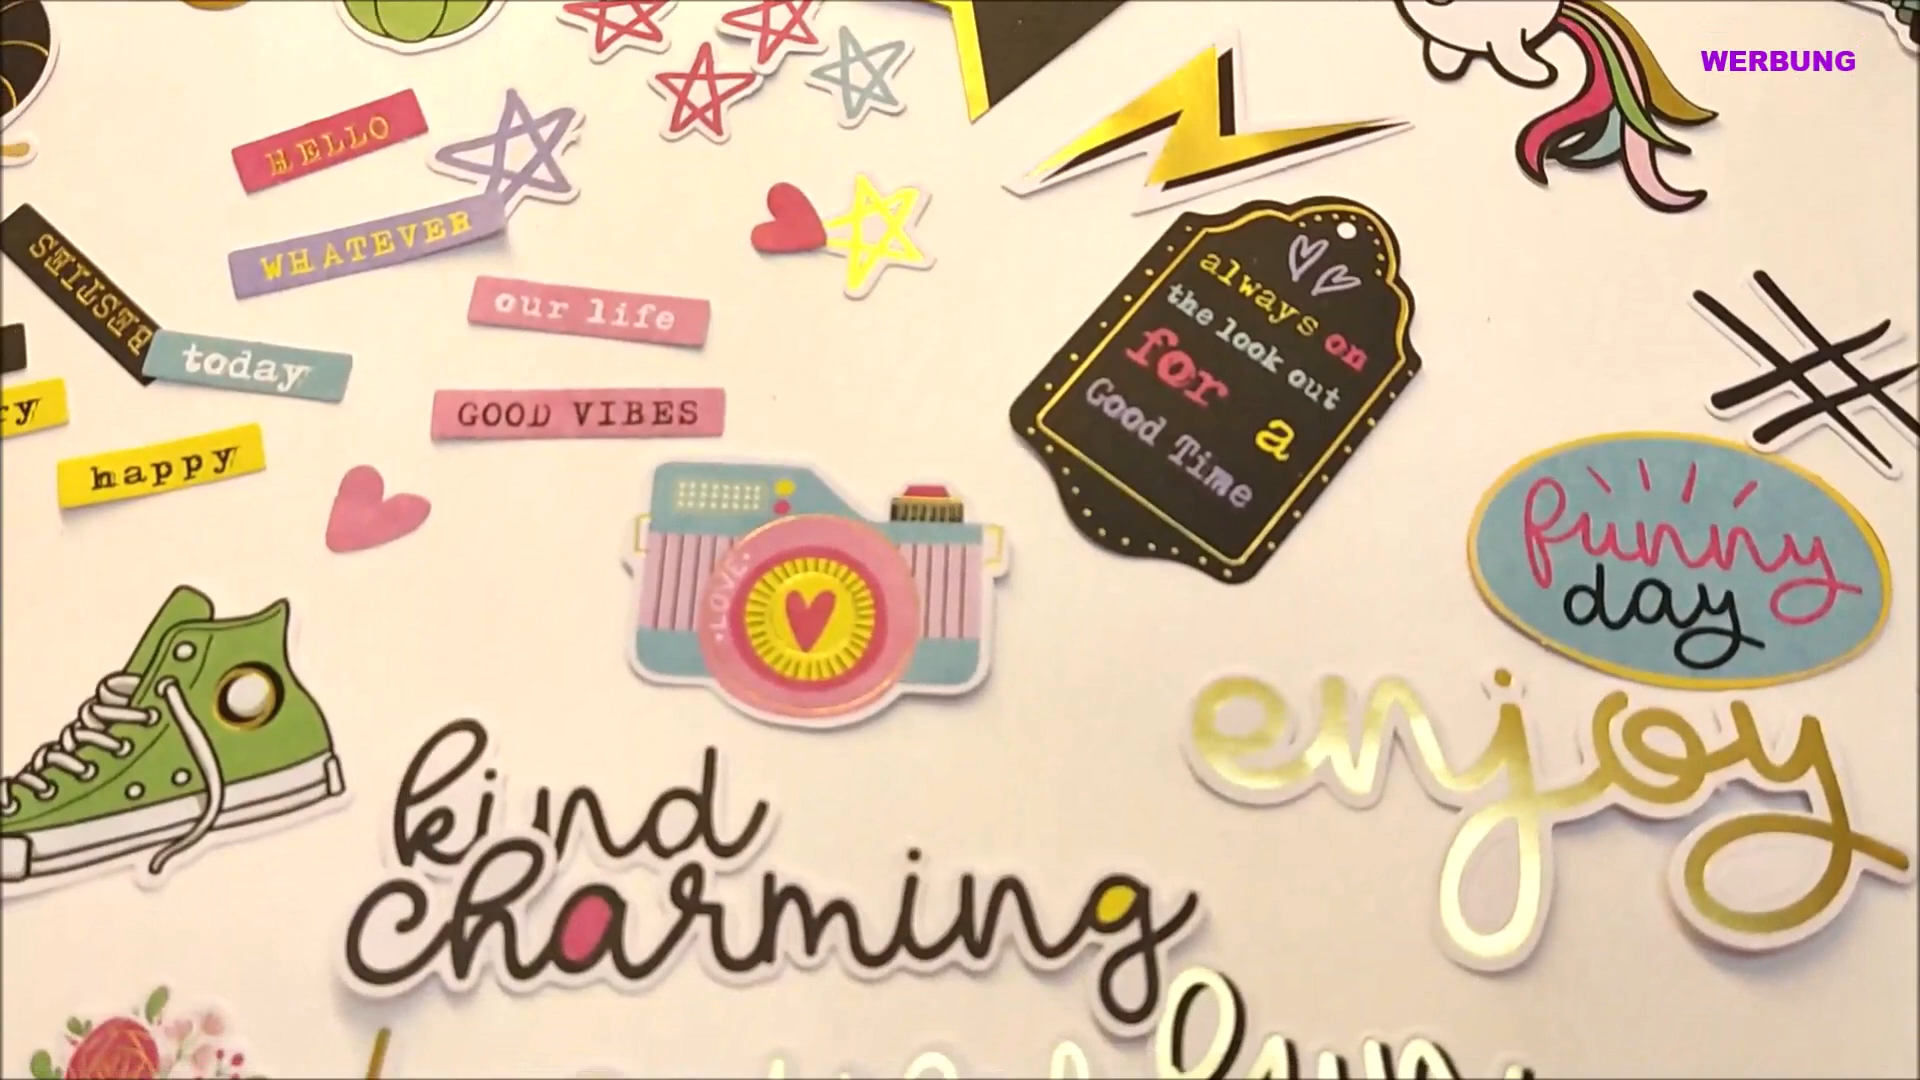 WERBUNG
HELLO
WHATEVER
BESTIES
our life
today
GOOD VIBES
happy
always on
the look out
for a
Good Time
#
funny
day
LOVE
enjoy
kind
charming